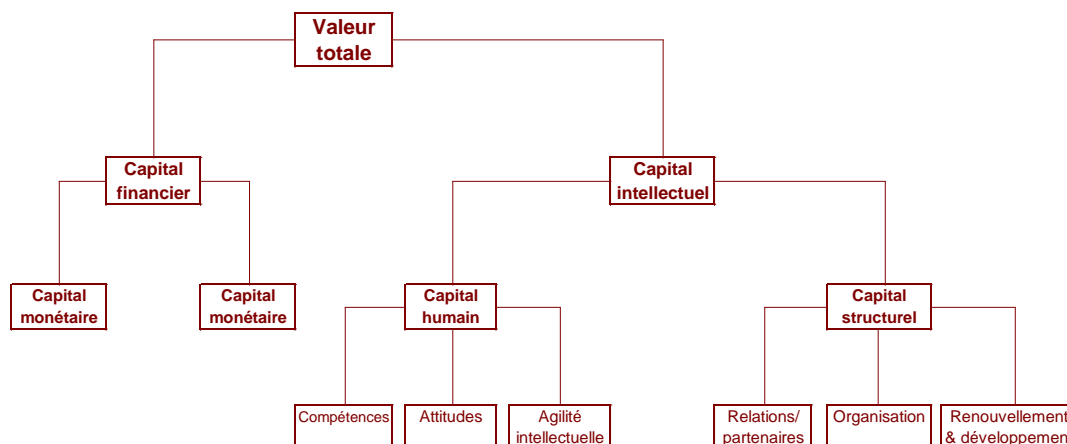 Valeur
totale
Capital
financier
Capital
intellectuel
Capital
monétaire
Capital
monétaire
Capital
humain
Capital
structurel
Compétences
Attitudes
Agilité
intellectuelle
Relations/
partenaires
Organisation
Renouvellement
& développement